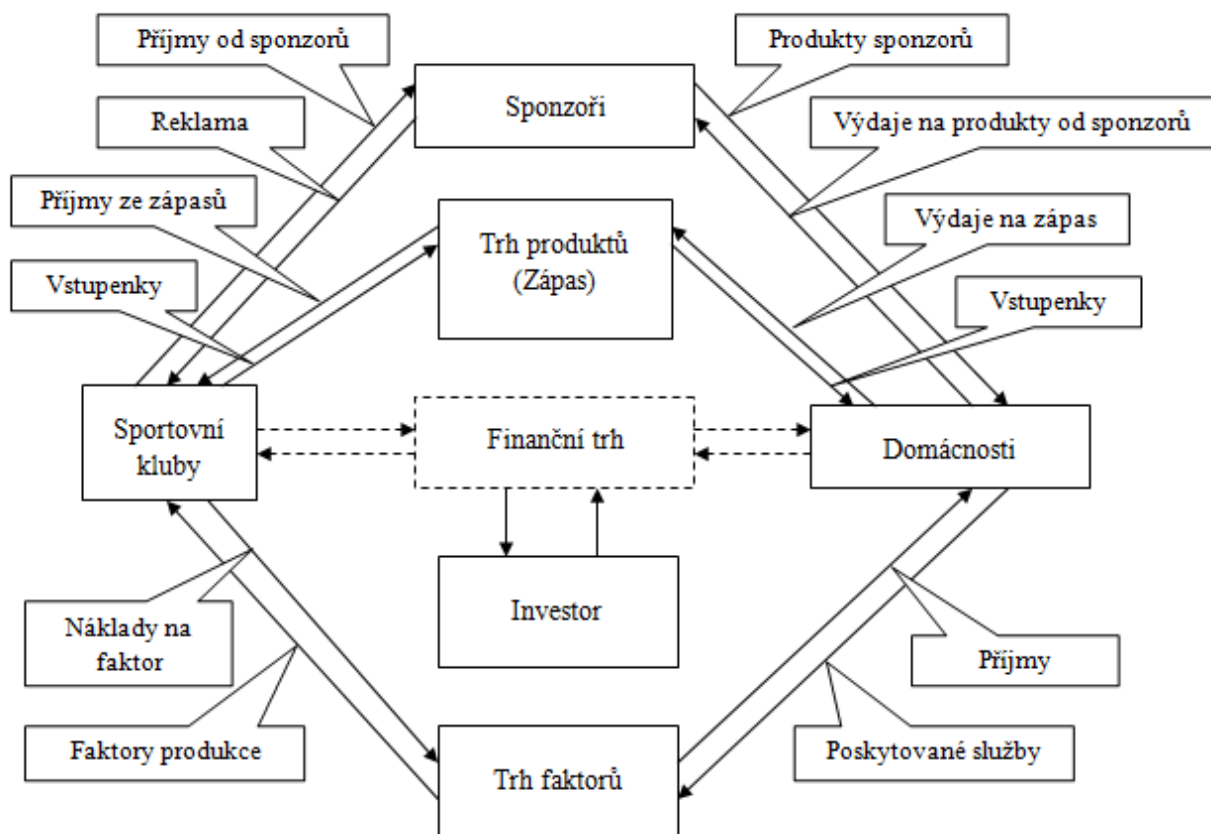 Příjmy od sponzorů
Produkty sponzorů
Sponzoři
Reklama
Výdaje na produkty od sponzorů
Příjmy ze zápasů
Výdaje na zápas
Trh produktů
(Zápas)
Vstupenky
Vstupenky
Sportovní
kluby
Finanční trh
Domácnosti
Investor
Náklady na
faktor
Příjmy
Faktory produkce
Poskytované služby
Trh faktorů